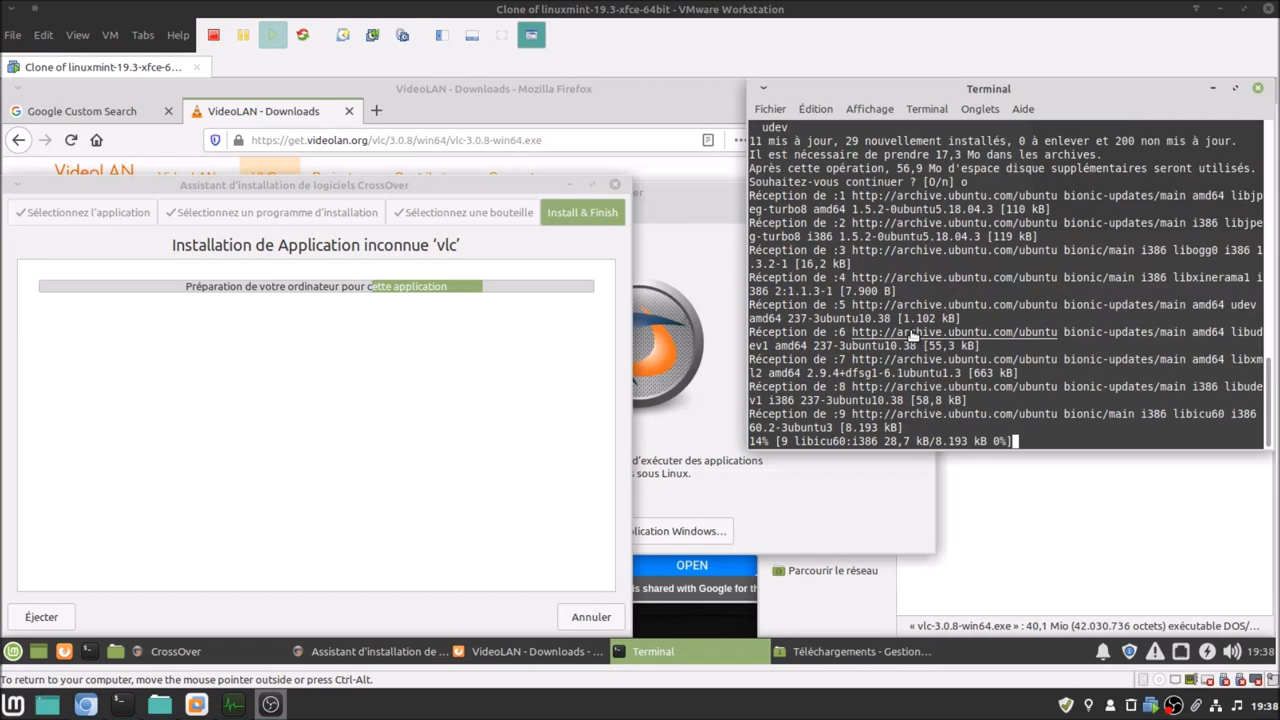 Clone of linuxmint-19.3-xfce-64bit - VMware Workstation
File Edit View VM Tabs Help
Clone of linuxmint-19.3-xfce-6...
VideoLAN - Downloads - Mozilla Firefox
Google Custom Search
VideoLAN - Downloads
https://get.videolan.org/vlc/3.0.8/win64/vlc-3.0.8-win64.exe
VideoLAN
Assistant d'installation de logiciels CrossOver
Sélectionnez l'application
Sélectionnez un programme d'installation
Sélectionnez une bouteille
Install & Finish
Installation de Application inconnue 'vlc'
Préparation de votre ordinateur pour cette application
Éjecter
Annuler
d'exécuter des applications
s sous Linux.
lication Windows...
OPEN
is shared with Google for th
Terminal
Fichier Édition Affichage Terminal Onglets Aide
udev
11 mis à jour, 29 nouvellement installés, 0 à enlever et 200 non mis à jour.
Il est nécessaire de prendre 17,3 Mo dans les archives.
Après cette opération, 56,9 Mo d'espace disque supplémentaires seront utilisés.
Souhaitez-vous continuer ? [O/n] o
Réception de :1 http://archive.ubuntu.com/ubuntu bionic-updates/main amd64 libjp
eg-turbo8 amd64 1.5.2-0ubuntu5.18.04.3 [110 kB]
Réception de :2 http://archive.ubuntu.com/ubuntu bionic-updates/main i386 libjpe
g-turbo8 i386 1.5.2-0ubuntu5.18.04.3 [119 kB]
Réception de :3 http://archive.ubuntu.com/ubuntu bionic/main i386 libogg0 i386 1
.3.2-1 [16,2 kB]
Réception de :4 http://archive.ubuntu.com/ubuntu bionic/main i386 libxinerama1 i
386 2:1.1.3-1 [7.900 B]
Réception de :5 http://archive.ubuntu.com/ubuntu bionic-updates/main amd64 udev
amd64 237-3ubuntu10.38 [1.102 kB]
Réception de :6 http://archive.ubuntu.com/ubuntu bionic-updates/main amd64 libud
ev1 amd64 237-3ubuntu10.38 [55,3 kB]
Réception de :7 http://archive.ubuntu.com/ubuntu bionic-updates/main amd64 libxm
l2 amd64 2.9.4+dfsg1-6.1ubuntu1.3 [663 kB]
Réception de :8 http://archive.ubuntu.com/ubuntu bionic-updates/main i386 libude
v1 i386 237-3ubuntu10.38 [58,8 kB]
Réception de :9 http://archive.ubuntu.com/ubuntu bionic/main i386 libicu60 i386
60.2-3ubuntu3 [8.193 kB]
14% [9 libicu60:i386 28,7 kB/8.193 kB 0%]
Parcourir le réseau
« vlc-3.0.8-win64.exe » : 40,1 Mio (42.030.736 octets) exécutable DOS/...
CrossOver
Assistant d'installation de ...
VideoLAN - Downloads - ...
Terminal
Téléchargements - Gestion...
19:38
To return to your computer, move the mouse pointer outside or press Ctrl-Alt.
19:38